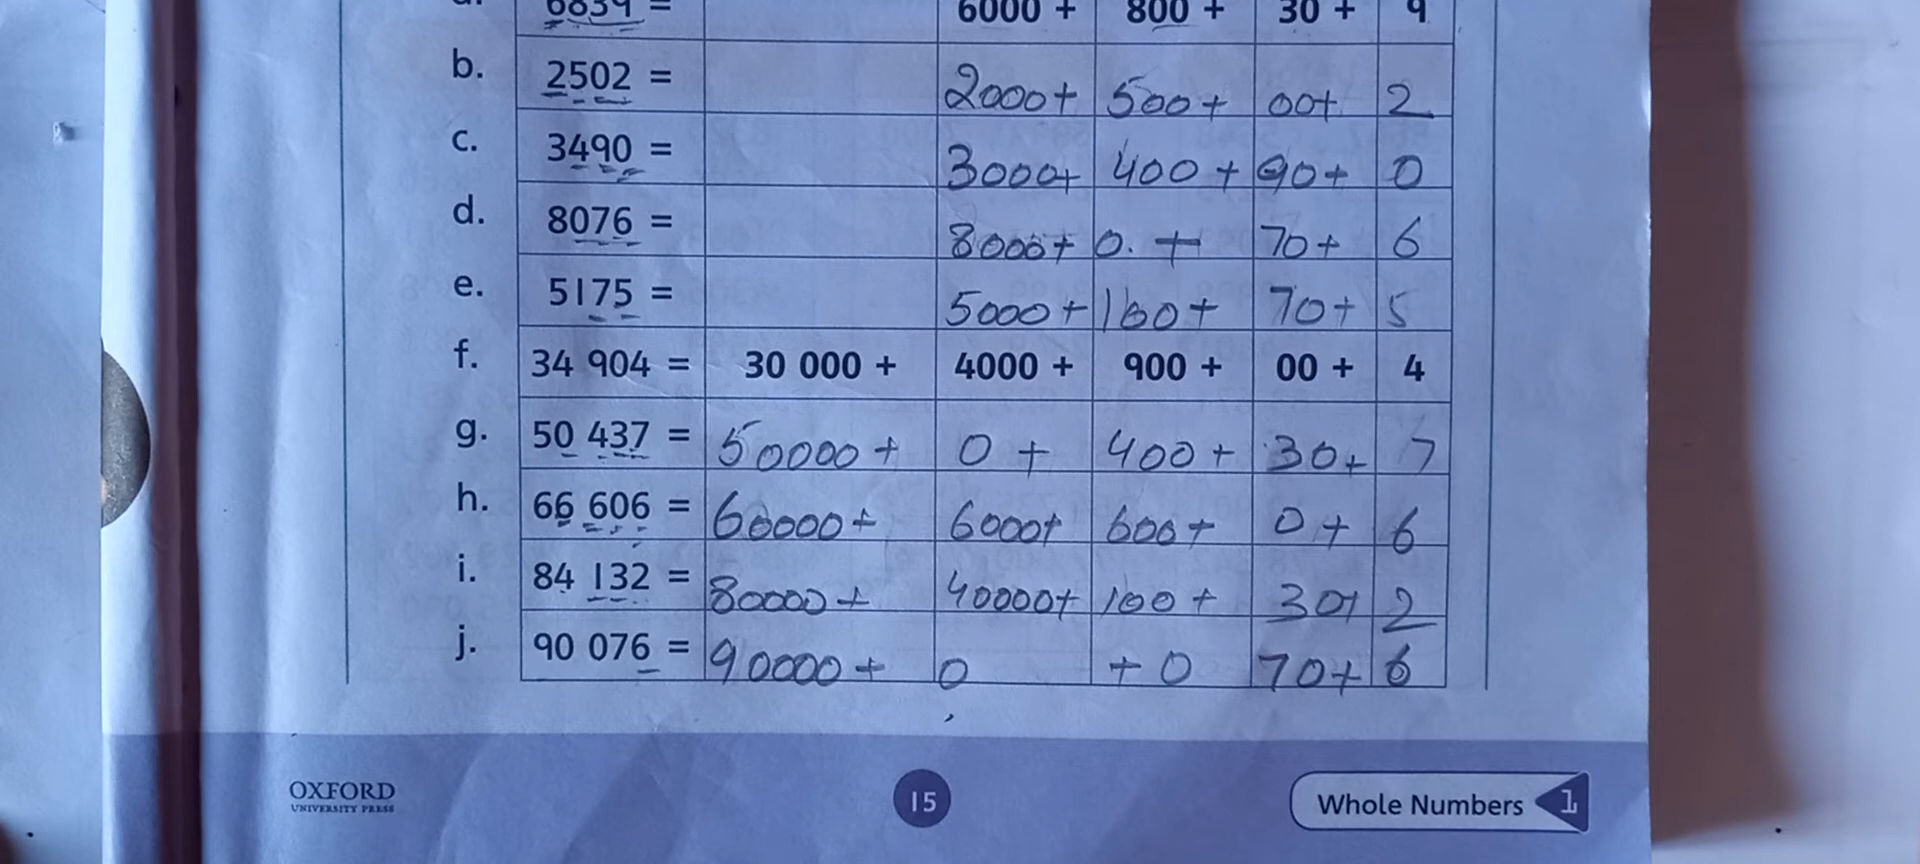 a. 6839 = 6000 + 800 + 30 + 9
b. 2502 = 2000+ 500+ 00+ 2
c. 3490 = 3000+ 400+ 90+ 0
d. 8076 = 8000+ 0. + 70+ 6
e. 5175 = 5000+ 100+ 70+ 5
f. 34 904 = 30 000 + 4000 + 900 + 00 + 4
g. 50 437 = 50000+ 0 + 400+ 30+ 7
h. 66 606 = 60000+ 6000+ 600+ 0+ 6
i. 84 132 = 80000+ 40000+ 100+ 30+ 2
j. 90 076 = 90000+ 0 + 0 70+ 6
OXFORD
UNIVERSITY PRESS
15
Whole Numbers 1